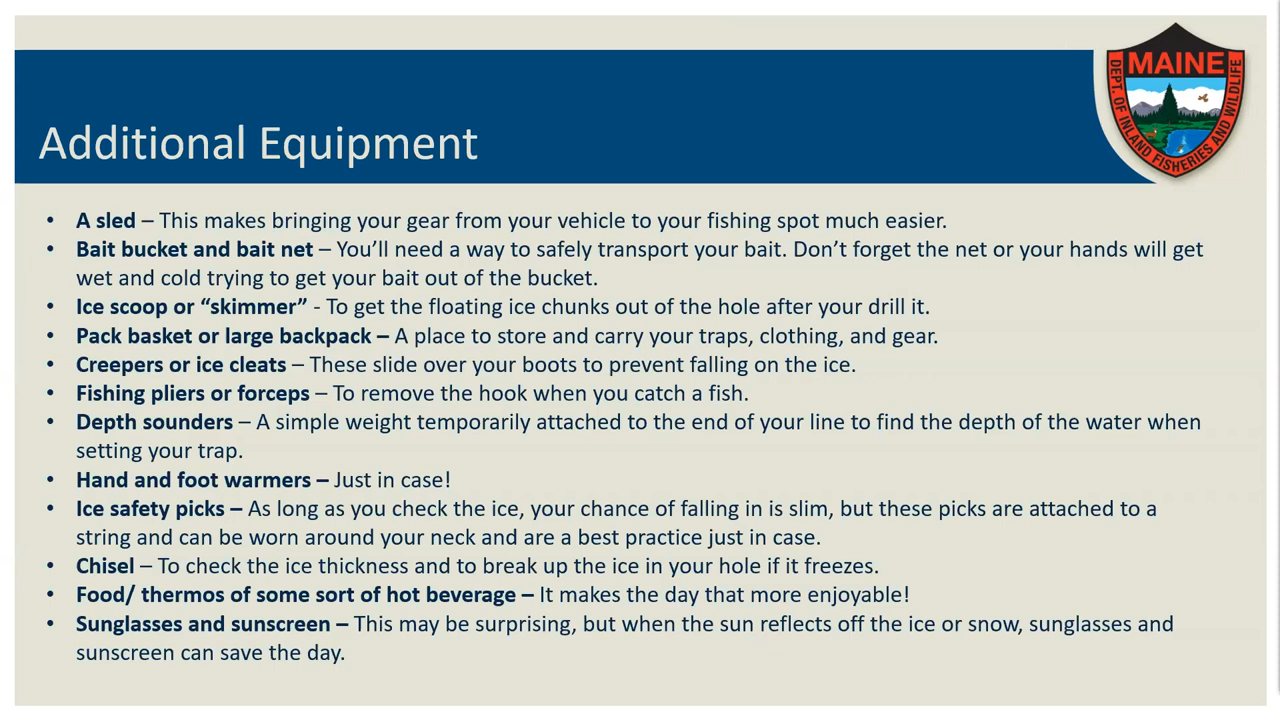 MAINE
DEPT. OF INLAND FISHERIES AND WILDLIFE
Additional Equipment
• A sled – This makes bringing your gear from your vehicle to your fishing spot much easier.
• Bait bucket and bait net – You’ll need a way to safely transport your bait. Don’t forget the net or your hands will get
wet and cold trying to get your bait out of the bucket.
• Ice scoop or “skimmer” - To get the floating ice chunks out of the hole after your drill it.
• Pack basket or large backpack – A place to store and carry your traps, clothing, and gear.
• Creepers or ice cleats – These slide over your boots to prevent falling on the ice.
• Fishing pliers or forceps – To remove the hook when you catch a fish.
• Depth sounders – A simple weight temporarily attached to the end of your line to find the depth of the water when
setting your trap.
• Hand and foot warmers – Just in case!
• Ice safety picks – As long as you check the ice, your chance of falling in is slim, but these picks are attached to a
string and can be worn around your neck and are a best practice just in case.
• Chisel – To check the ice thickness and to break up the ice in your hole if it freezes.
• Food/ thermos of some sort of hot beverage – It makes the day that more enjoyable!
• Sunglasses and sunscreen – This may be surprising, but when the sun reflects off the ice or snow, sunglasses and
sunscreen can save the day.